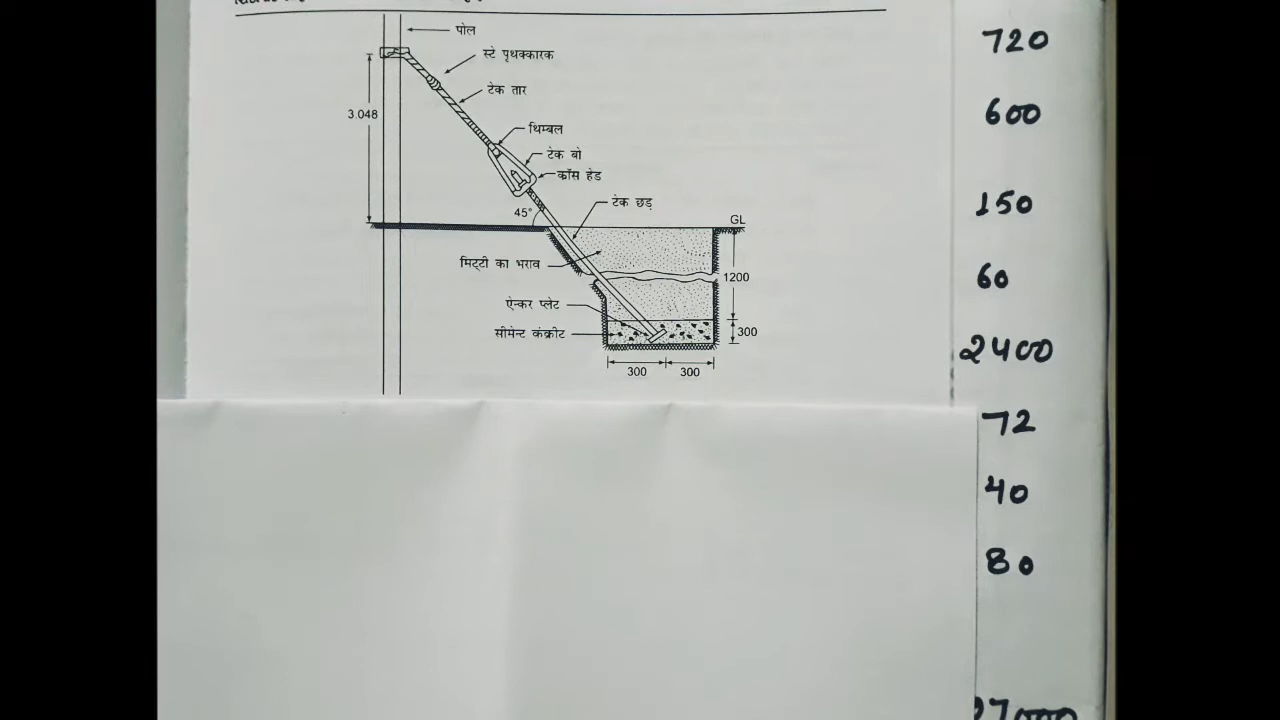 पोल
स्टे पृथक्कारक
टेक तार
3.048
थिम्बल
टेक बो
क्रॉस हेड
टेक छड़
45°
GL
मिट्टी का भराव
1200
ऐन्कर प्लेट
सीमेन्ट कंक्रीट
300
300
300
720
600
150
60
2400
72
40
80